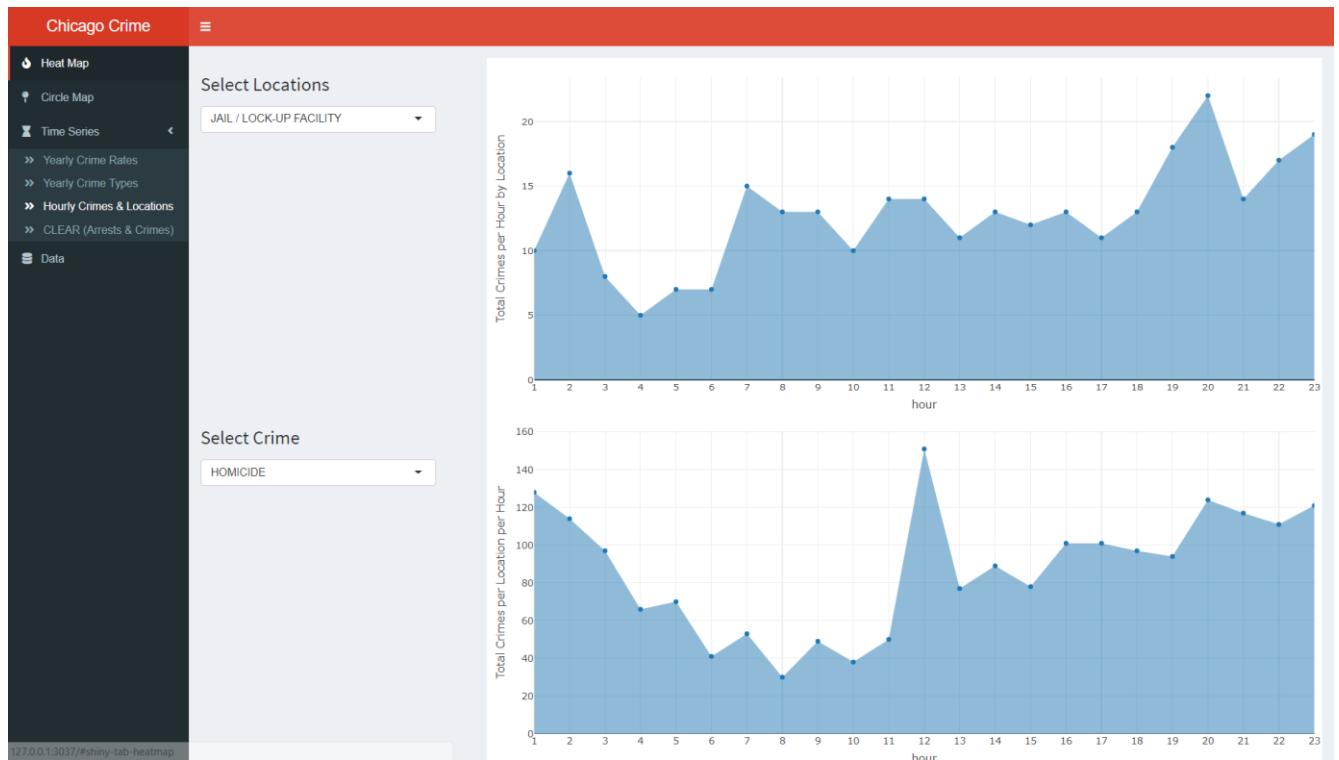 Chicago Crime
Heat Map
Circle Map
Time Series
Yearly Crime Rates
Yearly Crime Types
Hourly Crimes & Locations
CLEAR (Arrests & Crimes)
Data
Select Locations
JAIL / LOCK-UP FACILITY
Total Crimes per Hour by Location
20
15
10
5
0
1 2 3 4 5 6 7 8 9 10 11 12 13 14 15 16 17 18 19 20 21 22 23
hour
Select Crime
HOMICIDE
Total Crimes per Location per Hour
160
140
120
100
80
60
40
20
0
1 2 3 4 5 6 7 8 9 10 11 12 13 14 15 16 17 18 19 20 21 22 23
hour
127.0.0.1:3037/#shiny-tab-heatmap